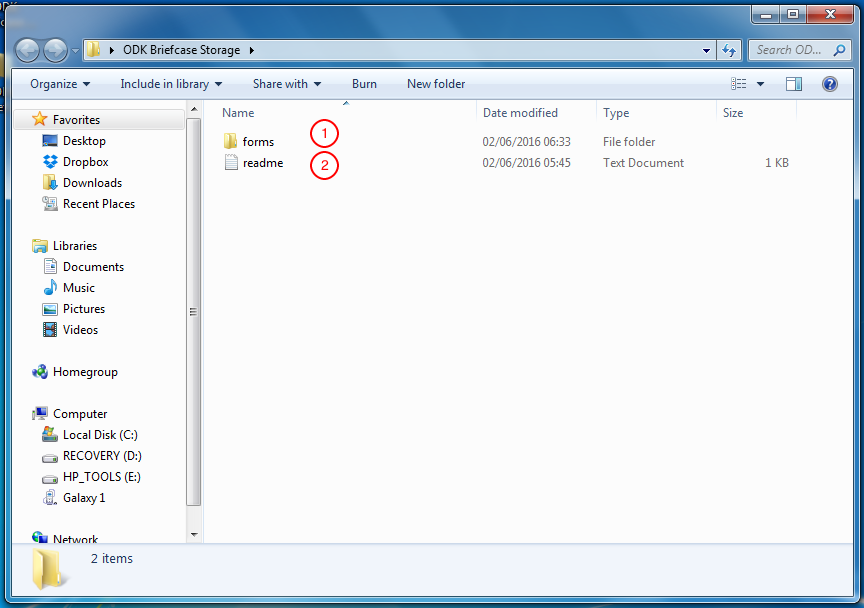 ODK Briefcase Storage
Search OD...
Organize Include in library Share with Burn New folder
Name Date modified Type Size
forms 1 02/06/2016 06:33 File folder
readme 2 02/06/2016 05:45 Text Document 1 KB
Favorites
Desktop
Dropbox
Downloads
Recent Places
Libraries
Documents
Music
Pictures
Videos
Homegroup
Computer
Local Disk (C:)
RECOVERY (D:)
HP_TOOLS (E:)
Galaxy 1
Network
2 items